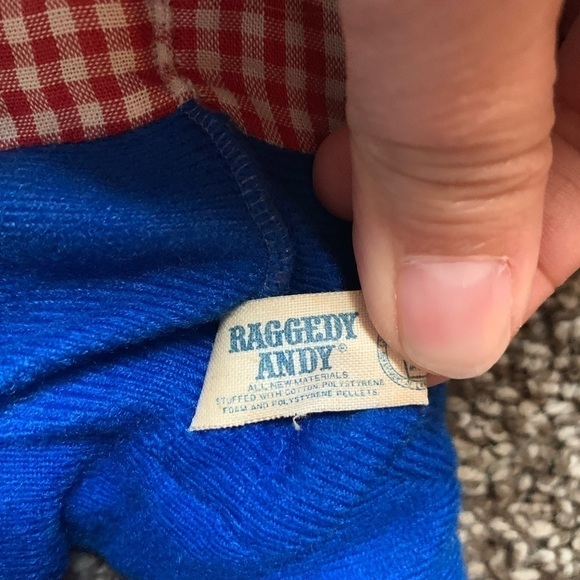 RAGGEDY
ANDY®
ALL NEW MATERIALS
STUFFED WITH COTTON, POLYSTYRENE
FOAM AND POLYSTYRENE PELLETS